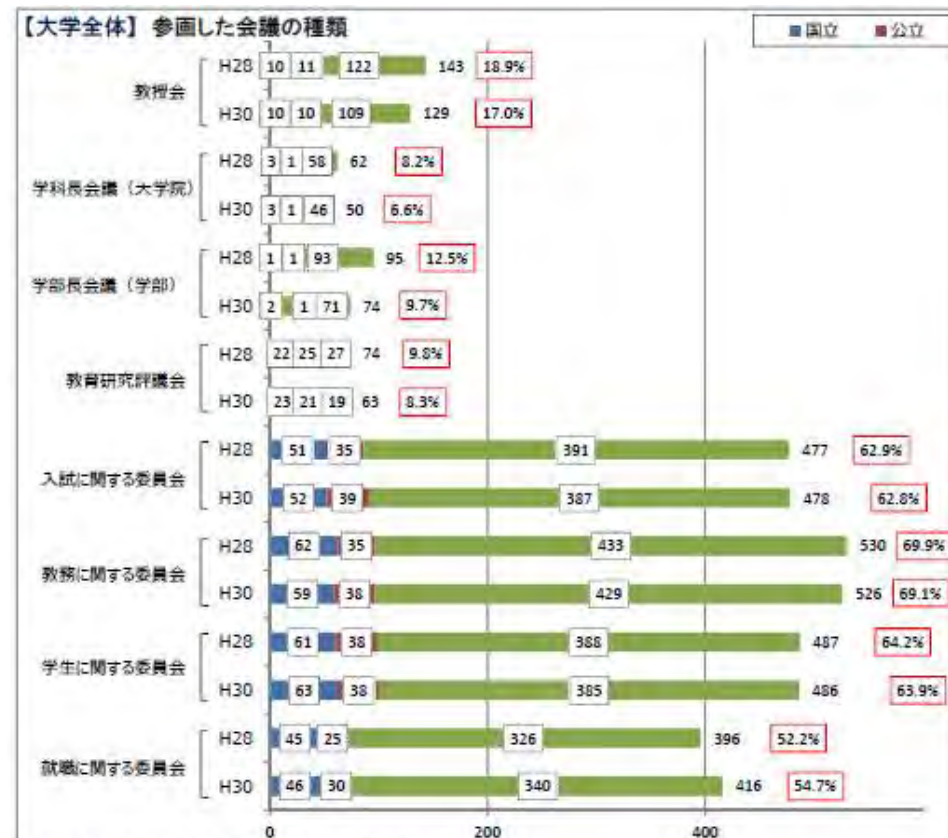 【大学全体】 参画した会議の種類
■国立 ■公立
教授会
H28 10 11 122 143 18.9%
H30 10 10 109 129 17.0%
学科長会議（大学院）
H28 3 1 58 62 8.2%
H30 3 1 46 50 6.6%
学部長会議（学部）
H28 1 1 93 95 12.5%
H30 2 1 71 74 9.7%
教育研究評議会
H28 22 25 27 74 9.8%
H30 23 21 19 63 8.3%
入試に関する委員会
H28 51 35 391 477 62.9%
H30 52 39 387 478 62.8%
教務に関する委員会
H28 62 35 433 530 69.9%
H30 59 38 429 526 69.1%
学生に関する委員会
H28 61 38 388 487 64.2%
H30 63 38 385 486 63.9%
就職に関する委員会
H28 45 25 326 396 52.2%
H30 46 30 340 416 54.7%
0 200 400